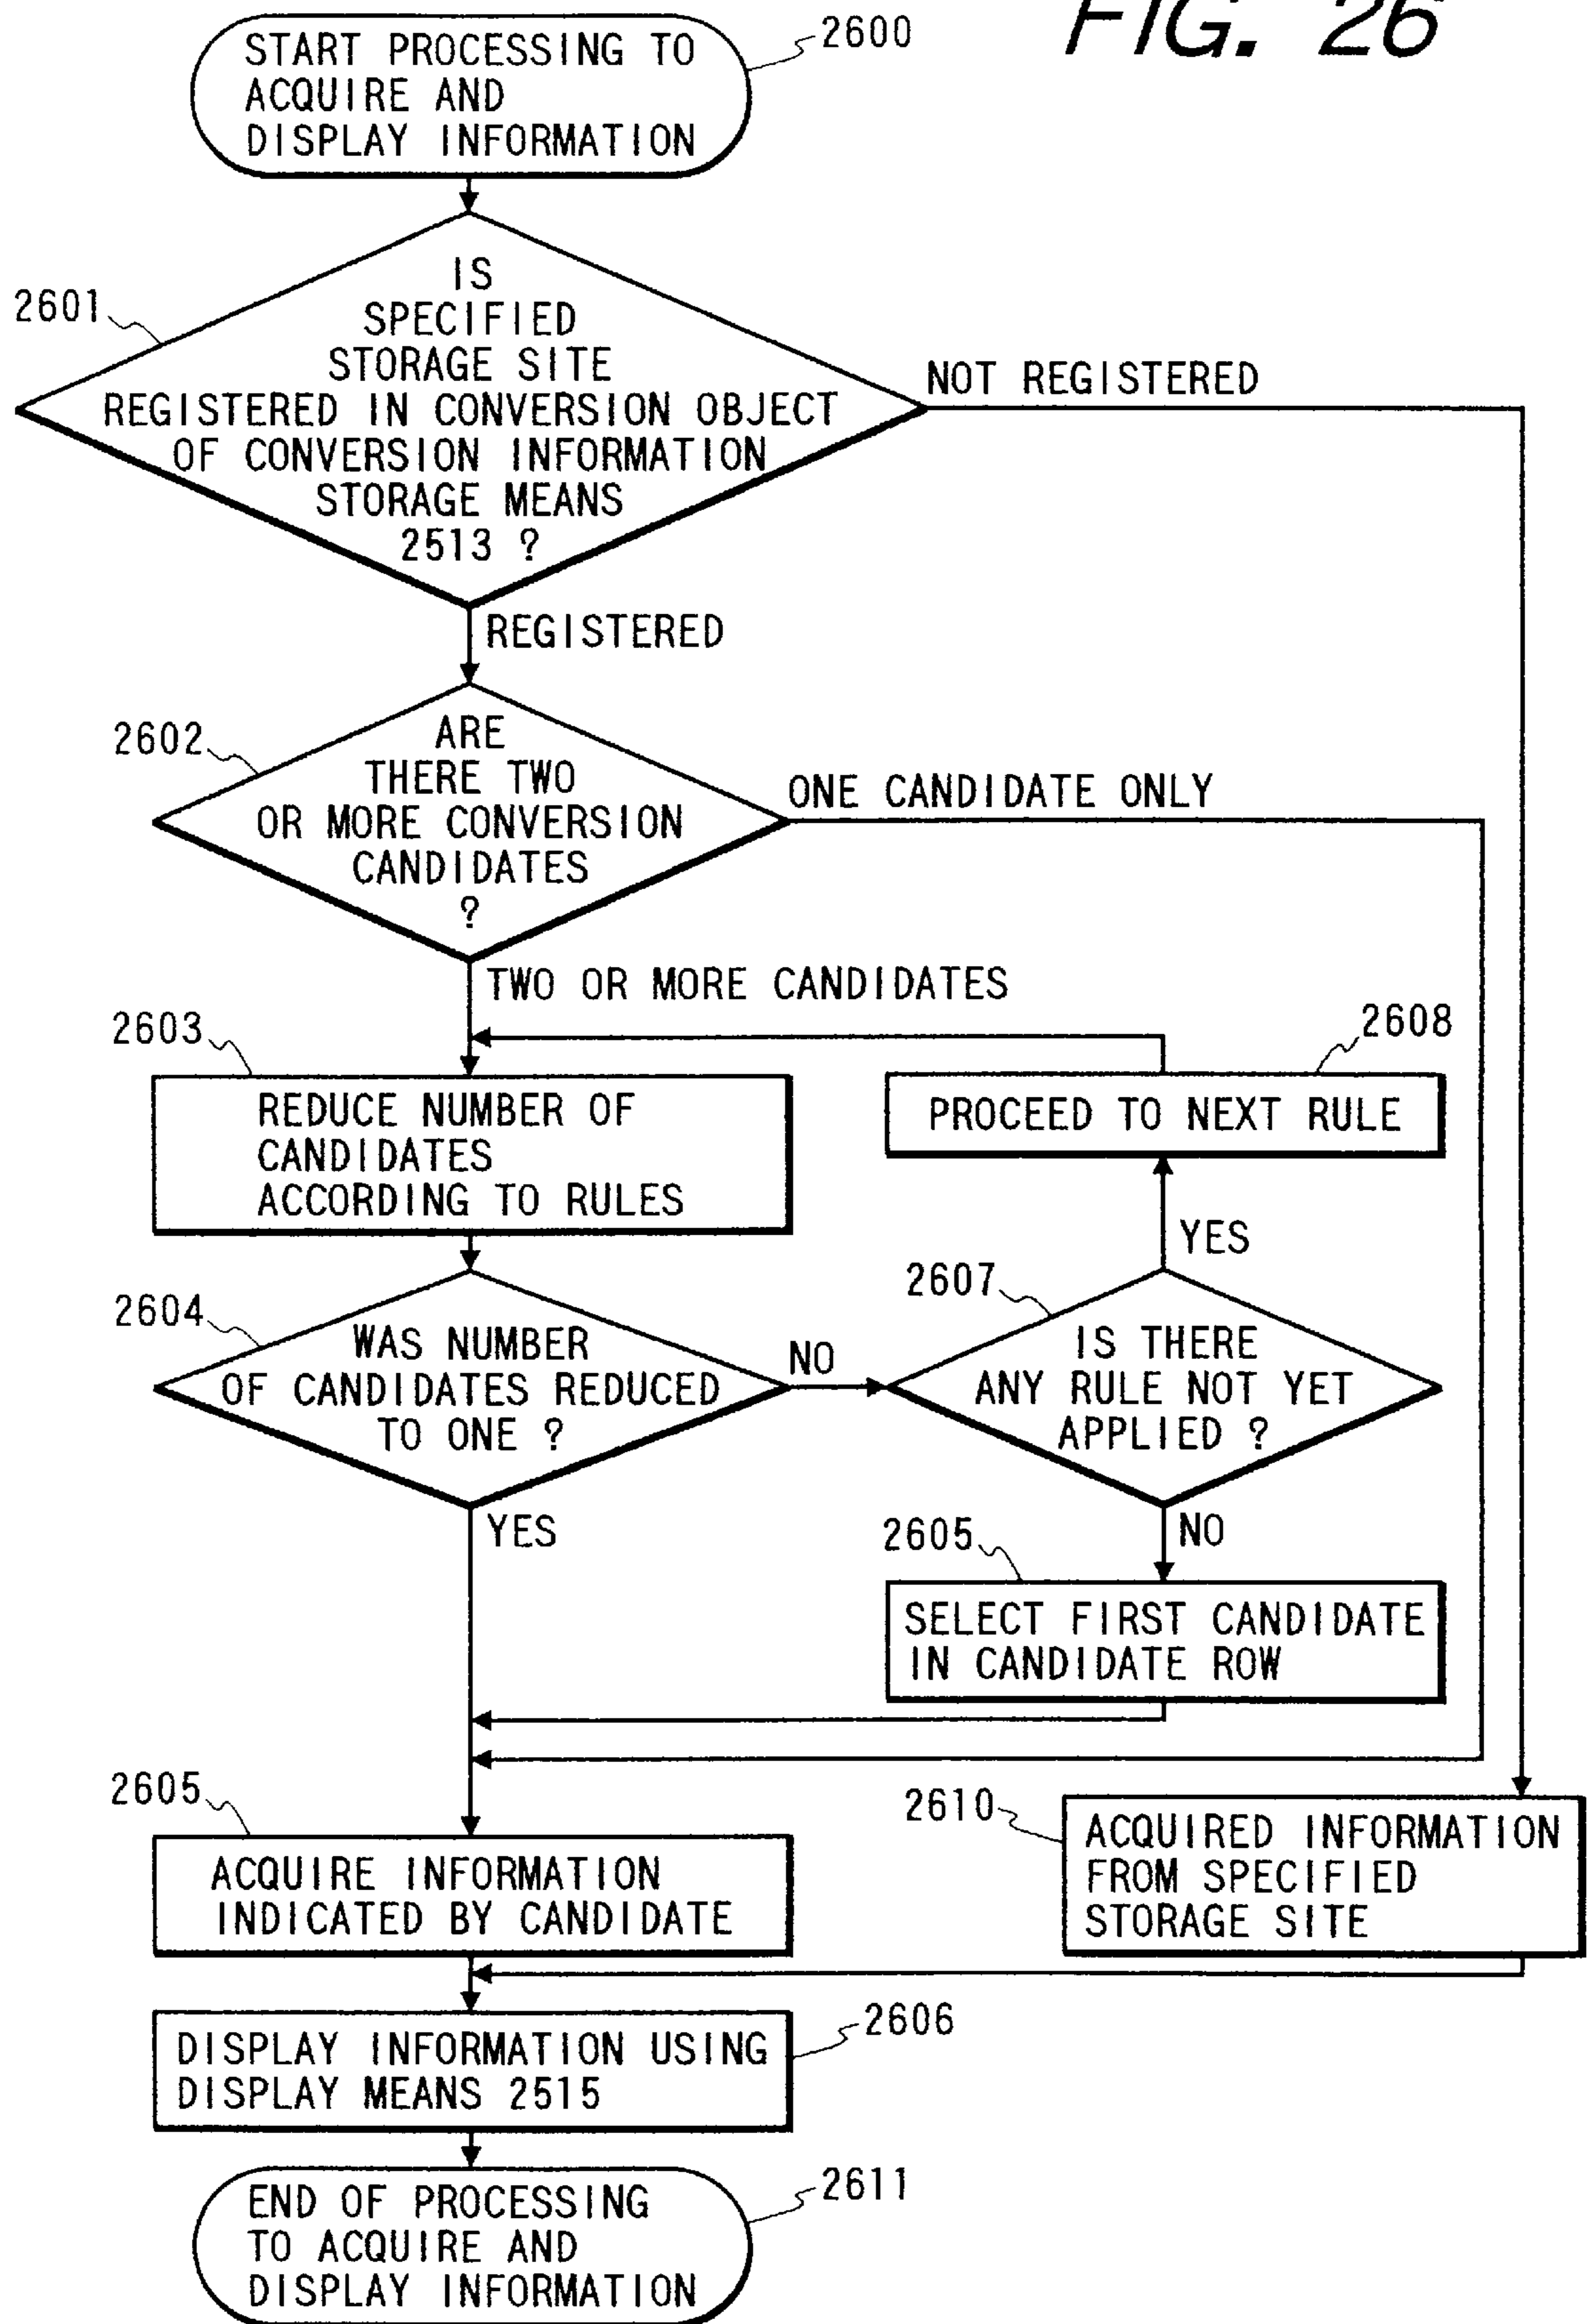 FIG. 26
START PROCESSING TO
ACQUIRE AND
DISPLAY INFORMATION
2600
2601
IS
SPECIFIED
STORAGE SITE
REGISTERED IN CONVERSION OBJECT
OF CONVERSION INFORMATION
STORAGE MEANS
2513 ?
NOT REGISTERED
REGISTERED
2602
ARE
THERE TWO
OR MORE CONVERSION
CANDIDATES
?
ONE CANDIDATE ONLY
TWO OR MORE CANDIDATES
2603
REDUCE NUMBER OF
CANDIDATES
ACCORDING TO RULES
2608
PROCEED TO NEXT RULE
YES
2604
WAS NUMBER
OF CANDIDATES REDUCED
TO ONE ?
NO
2607
IS THERE
ANY RULE NOT YET
APPLIED ?
YES
NO
2605
SELECT FIRST CANDIDATE
IN CANDIDATE ROW
2605
ACQUIRE INFORMATION
INDICATED BY CANDIDATE
2610
ACQUIRED INFORMATION
FROM SPECIFIED
STORAGE SITE
2606
DISPLAY INFORMATION USING
DISPLAY MEANS 2515
2611
END OF PROCESSING
TO ACQUIRE AND
DISPLAY INFORMATION